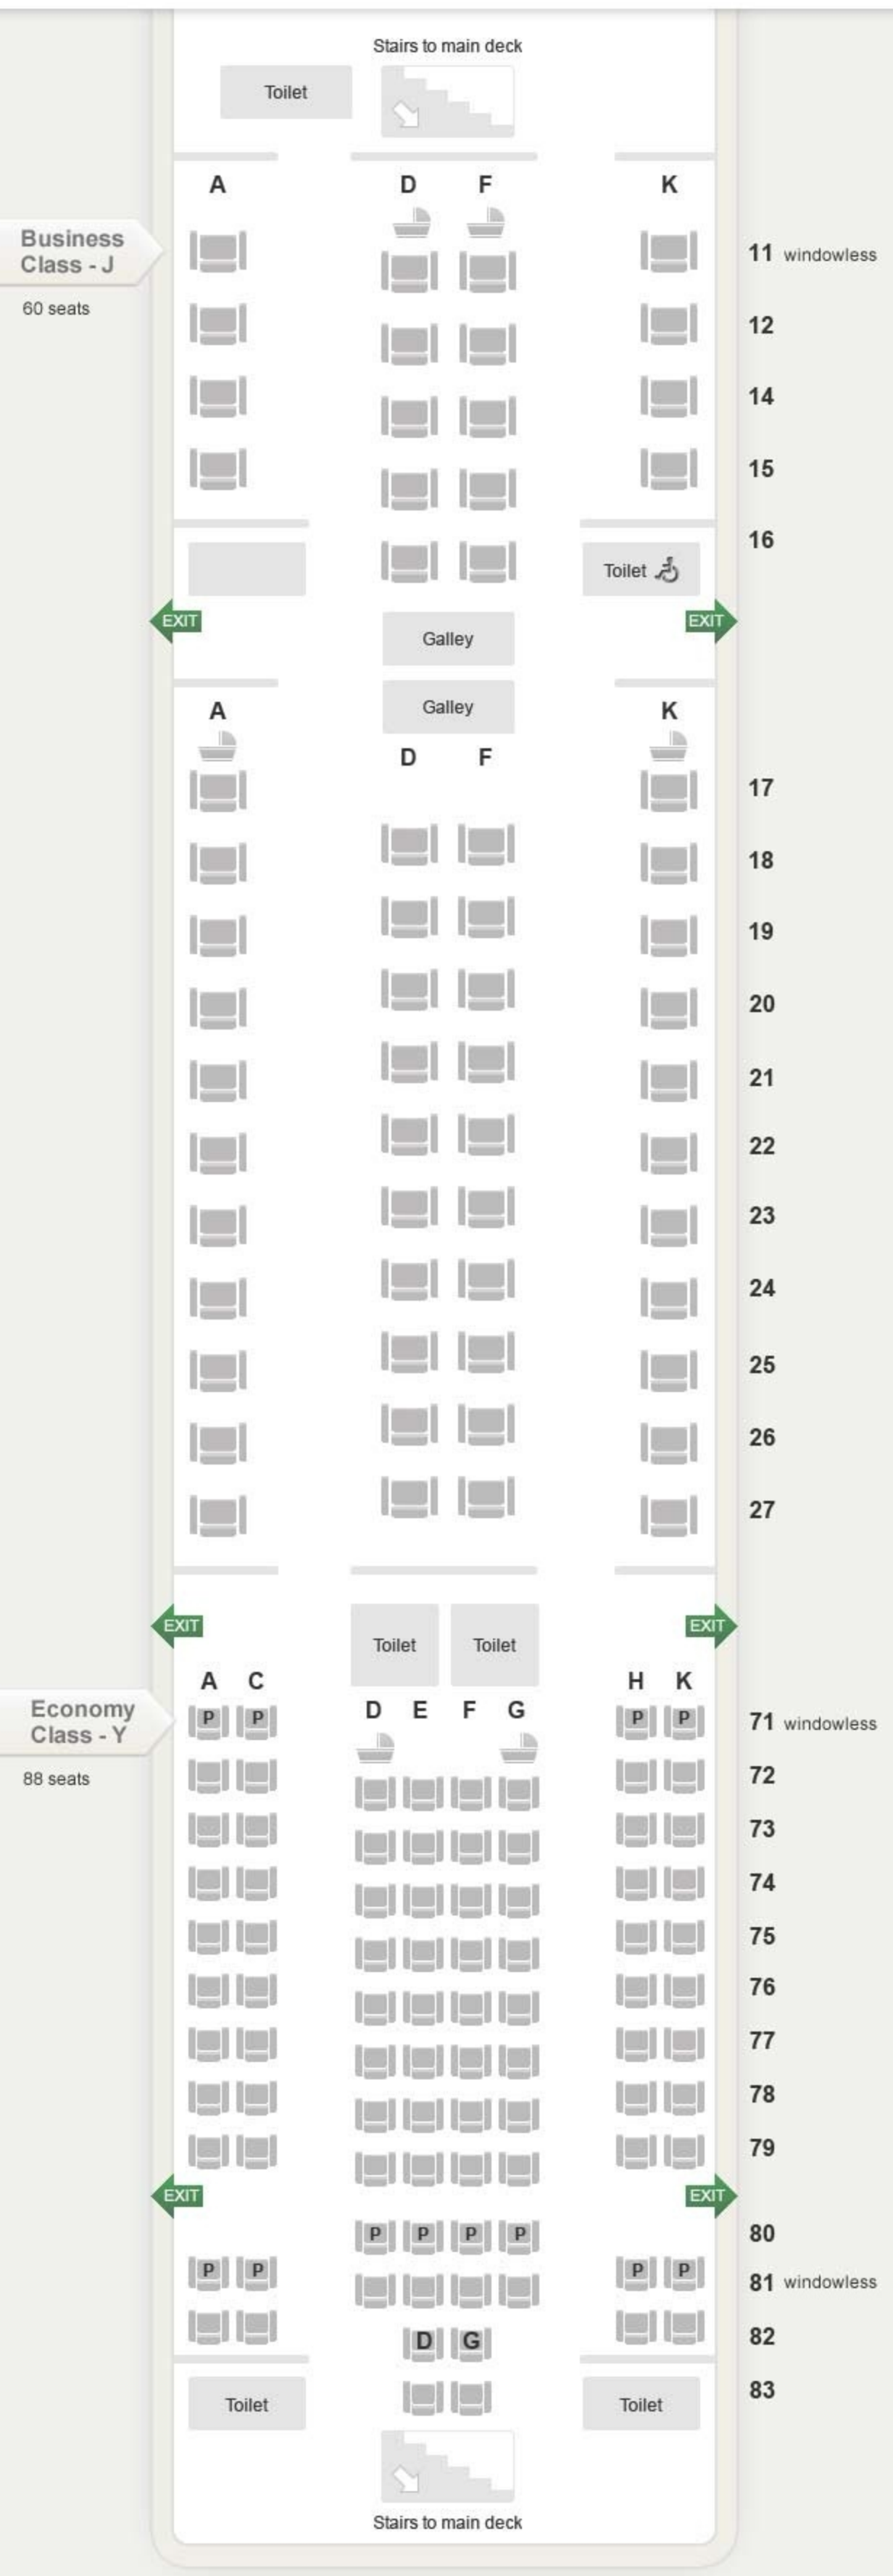 Stairs to main deck
Toilet
A D F K
Business
Class - J
60 seats
11 windowless
12
14
15
16
Toilet
EXIT EXIT
Galley
Galley
A K
D F
17
18
19
20
21
22
23
24
25
26
27
EXIT EXIT
Toilet Toilet
A C H K
D E F G
Economy
Class - Y
88 seats
P P P P 71 windowless
72
73
74
75
76
77
78
79
EXIT EXIT
P P P P 80
P P P P 81 windowless
D G 82
83
Toilet Toilet
Stairs to main deck